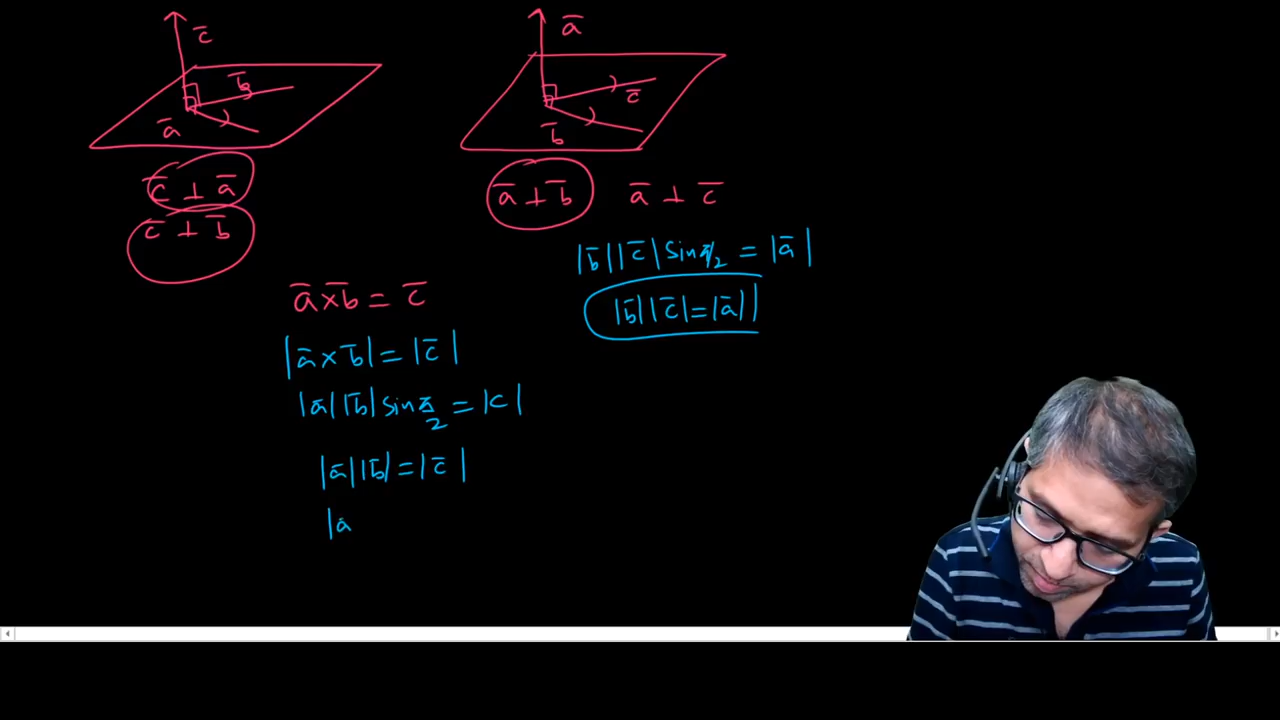 c̄
b̄
ā
c̄ ⊥ ā
c̄ ⊥ b̄
ā
c̄
b̄
ā ⊥ b̄ ā ⊥ c̄
|b̄||c̄| sin π/2 = |ā|
|b̄||c̄| = |ā|
ā × b̄ = c̄
|ā × b̄| = |c̄|
|ā||b̄| sin π/2 = |c|
|ā||b̄| = |c̄|
|ā